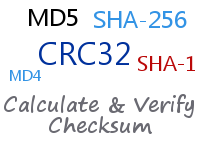 MD5 SHA-256
CRC32 SHA-1
MD4
Calculate & Verify
Checksum